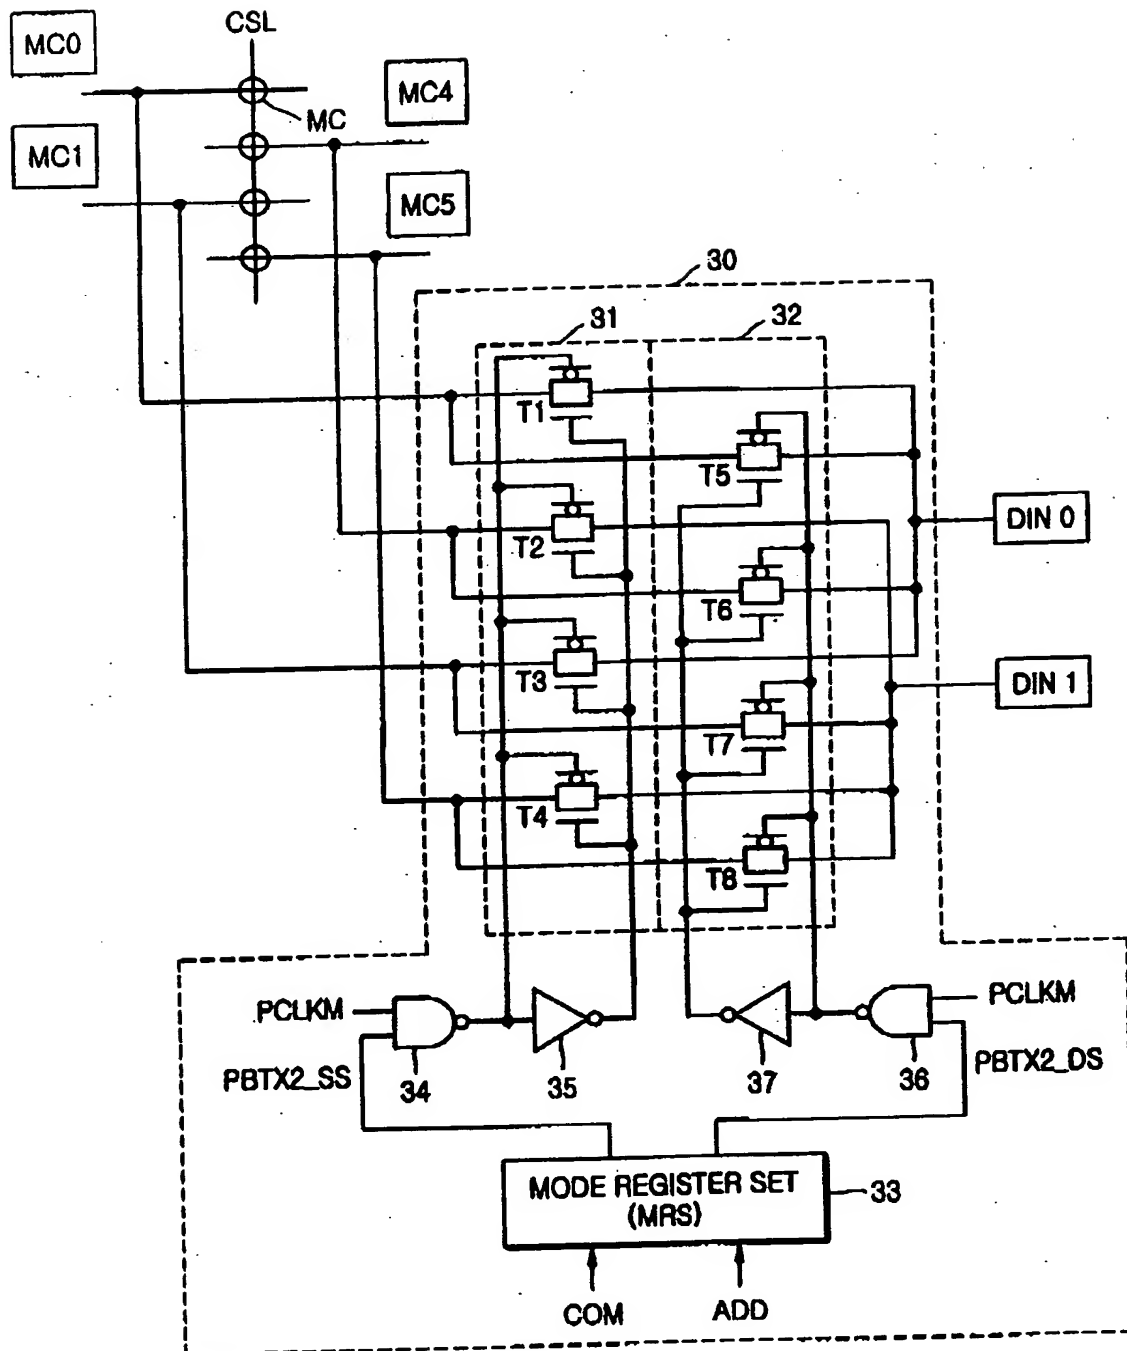 MC0
CSL
MC4
MC
MC1
MC5
30
31
32
T1
T5
T2
DIN 0
T6
T3
DIN 1
T7
T4
T8
PCLKM
PCLKM
PBTX2_SS
34
35
37
36
PBTX2_DS
MODE REGISTER SET
(MRS)
33
COM
ADD